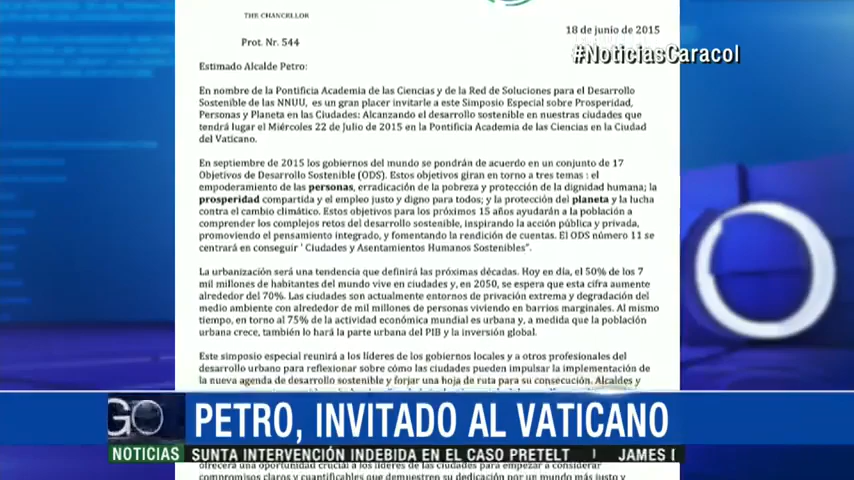 THE CHANCELLOR
18 de junio de 2015
Prot. Nr. 544
#NoticiasCaracol
Estimado Alcalde Petro:
En nombre de la Pontificia Academia de las Ciencias y de la Red de Soluciones para el Desarrollo
Sostenible de las NNUU, es un gran placer invitarle a este Simposio Especial sobre Prosperidad,
Personas y Planeta en las Ciudades: Alcanzando el desarrollo sostenible en nuestras ciudades que
tendrá lugar el Miércoles 22 de Julio de 2015 en la Pontificia Academia de las Ciencias en la Ciudad
del Vaticano.
En septiembre de 2015 los gobiernos del mundo se pondrán de acuerdo en un conjunto de 17
Objetivos de Desarrollo Sostenible (ODS). Estos objetivos giran en torno a tres temas : el
empoderamiento de las personas, erradicación de la pobreza y protección de la dignidad humana; la
prosperidad compartida y el empleo justo y digno para todos; y la protección del planeta y la lucha
contra el cambio climático. Estos objetivos para los próximos 15 años ayudarán a la población a
comprender los complejos retos del desarrollo sostenible, inspirando la acción pública y privada,
promoviendo el pensamiento integrado, y fomentando la rendición de cuentas. El ODS número 11 se
centrará en conseguir ' Ciudades y Asentamientos Humanos Sostenibles".
La urbanización será una tendencia que definirá las próximas décadas. Hoy en día, el 50% de los 7
mil millones de habitantes del mundo vive en ciudades y, en 2050, se espera que esta cifra aumente
alrededor del 70%. Las ciudades son actualmente entornos de privación extrema y degradación del
medio ambiente con alrededor de mil millones de personas viviendo en barrios marginales. Al mismo
tiempo, en torno al 75% de la actividad económica mundial es urbana y, a medida que la población
urbana crece, también lo hará la parte urbana del PIB y la inversión global.
Este simposio especial reunirá a los líderes de los gobiernos locales y a otros profesionales del
desarrollo urbano para reflexionar sobre cómo las ciudades pueden impulsar la implementación de
la nueva agenda de desarrollo sostenible y forjar una hoja de ruta para su consecución. Alcaldes y
GO
PETRO, INVITADO AL VATICANO
NOTICIAS
SUNTA INTERVENCIÓN INDEBIDA EN EL CASO PRETELT | JAMES
ofrecerá una oportunidad crucial a los líderes de las ciudades para empezar a considerar
compromisos claros y cuantificables que demuestren su dedicación por un mundo más justo y